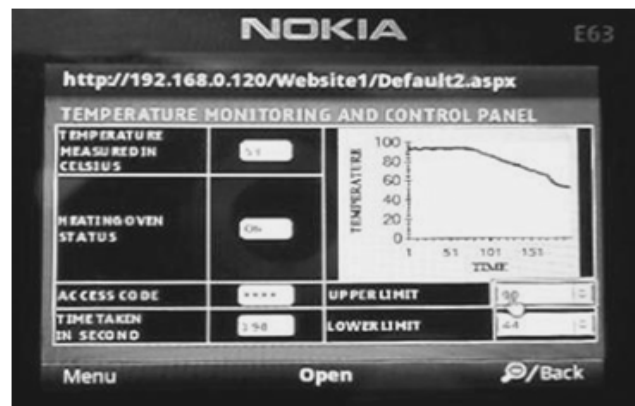 NOKIA
E63
http://192.168.0.120/Website1/Default2.aspx
TEMPERATURE MONITORING AND CONTROL PANEL
TEMPERATURE
MEASURED IN
CELSIUS
HEATING OVEN
STATUS
TEMPERATURE
100
80
60
40
20
0
1 51 101 151
TIME
ACCESS CODE
****
UPPER LIMIT
90
TIME TAKEN
IN SECOND
198
LOWER LIMIT
44
Menu
Open
/Back